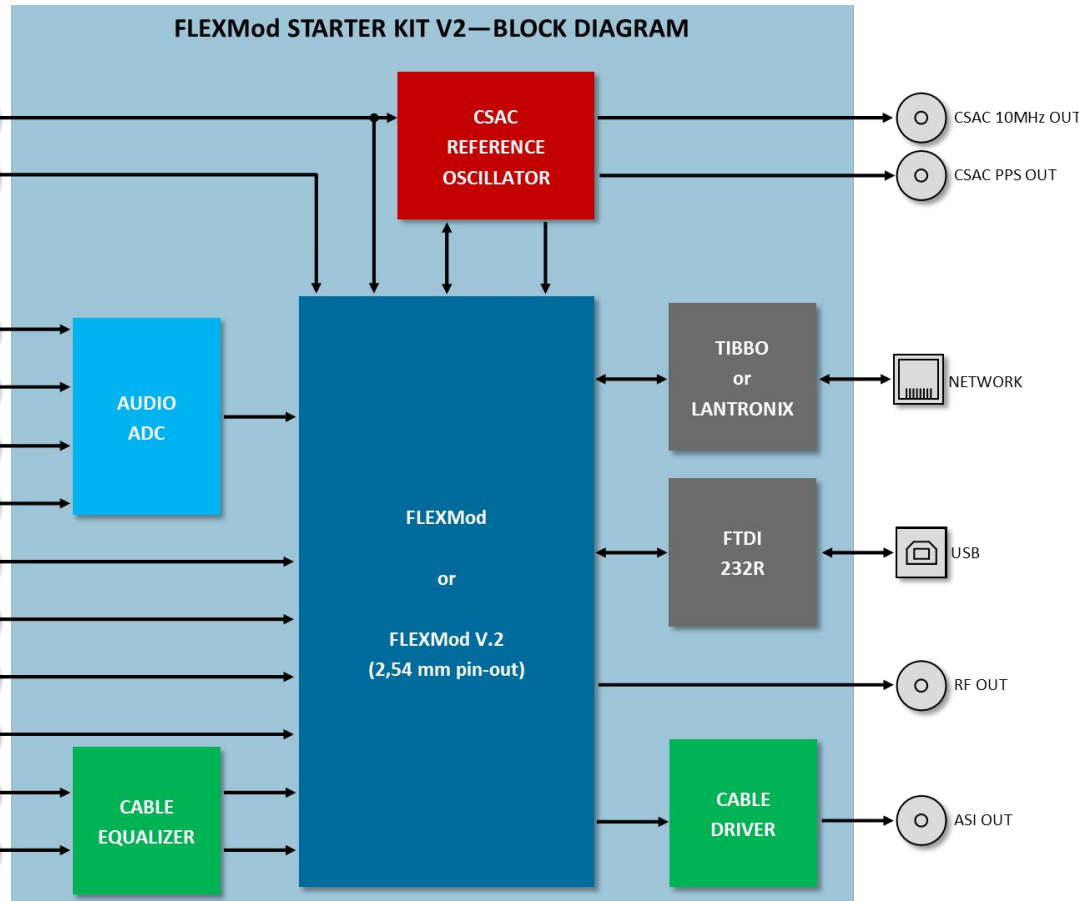 FLEXMod STARTER KIT V2—BLOCK DIAGRAM
CSAC
REFERENCE
OSCILLATOR
CSAC 10MHz OUT
CSAC PPS OUT
AUDIO
ADC
TIBBO
or
LANTRONIX
NETWORK
FLEXMod
or
FLEXMod V.2
(2,54 mm pin-out)
FTDI
232R
USB
RF OUT
CABLE
EQUALIZER
CABLE
DRIVER
ASI OUT